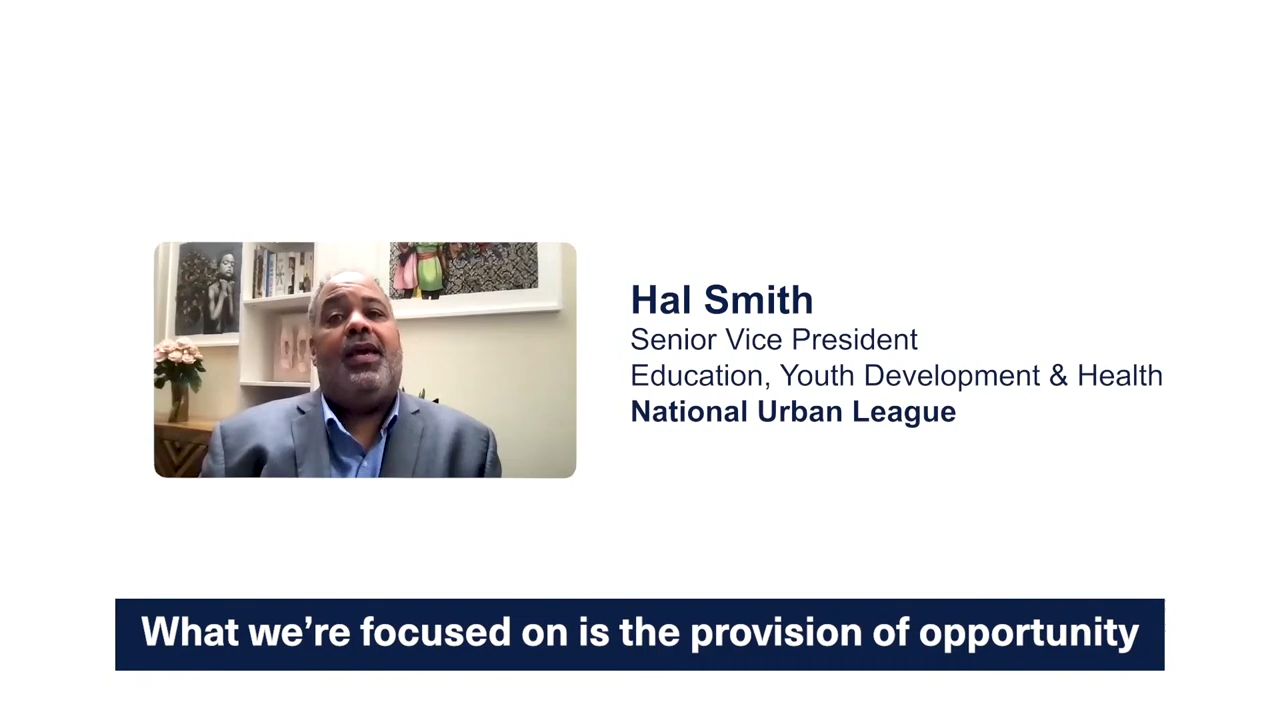 Hal Smith
Senior Vice President
Education, Youth Development & Health
National Urban League
What we’re focused on is the provision of opportunity